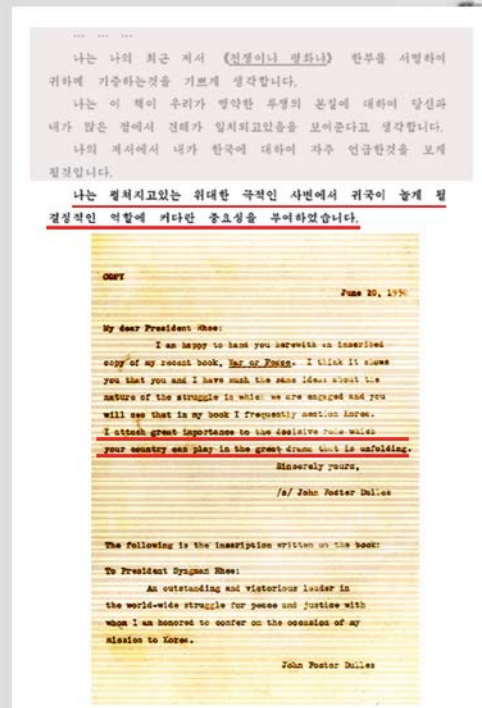 ... ... ...
나는 나의 최근 저서 《전쟁이냐 평화냐》 한부를 서명하여
귀하께 기증하는것을 기쁘게 생각합니다.
나는 이 책이 우리가 벌인 투쟁의 본질에 대하여 당신과
내가 많은 점에서 견해가 일치되고있음을 보여준다고 생각합니다.
나의 저서에서 내가 한국에 대하여 자주 언급한것을 보게
될것입니다.
나는 펼쳐지고있는 위대한 극적인 사변에서 귀국이 놀게 될
결정적인 역할에 커다란 중요성을 부여하였습니다.
COPY
June 20, 1950
My dear President Rhee:
I am happy to hand you herewith an inscribed
copy of my recent book, War or Peace. I think it shows
you that you and I have much the same ideas about the
nature of the struggle in which we are engaged and you
will see that in my book I frequently mention Korea.
I attach great importance to the decisive role which
your country can play in the great drama that is unfolding.
Sincerely yours,
/s/ John Foster Dulles
The following is the inscription written on the book:
To President Syngman Rhee:
An outstanding and victorious leader in
the world-wide struggle for peace and justice with
whom I am honored to confer on the occasion of my
mission to Korea.
John Foster Dulles